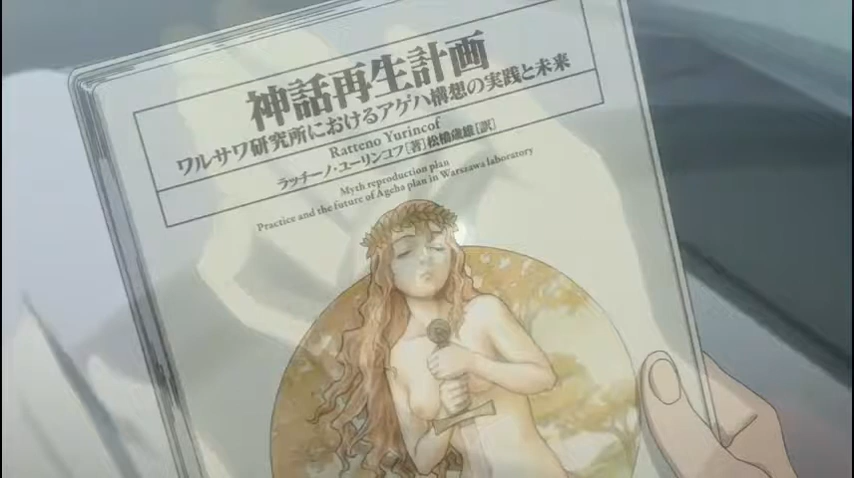 神話再生計画
ワルサワ研究所におけるアゲハ構想の実践と未来
Ratteno Yurincof
ラッチーノ・ユーリンコフ[著]松橋歳雄[訳]
Myth reproduction plan
Practice and the future of Ageha plan in Warszawa laboratory